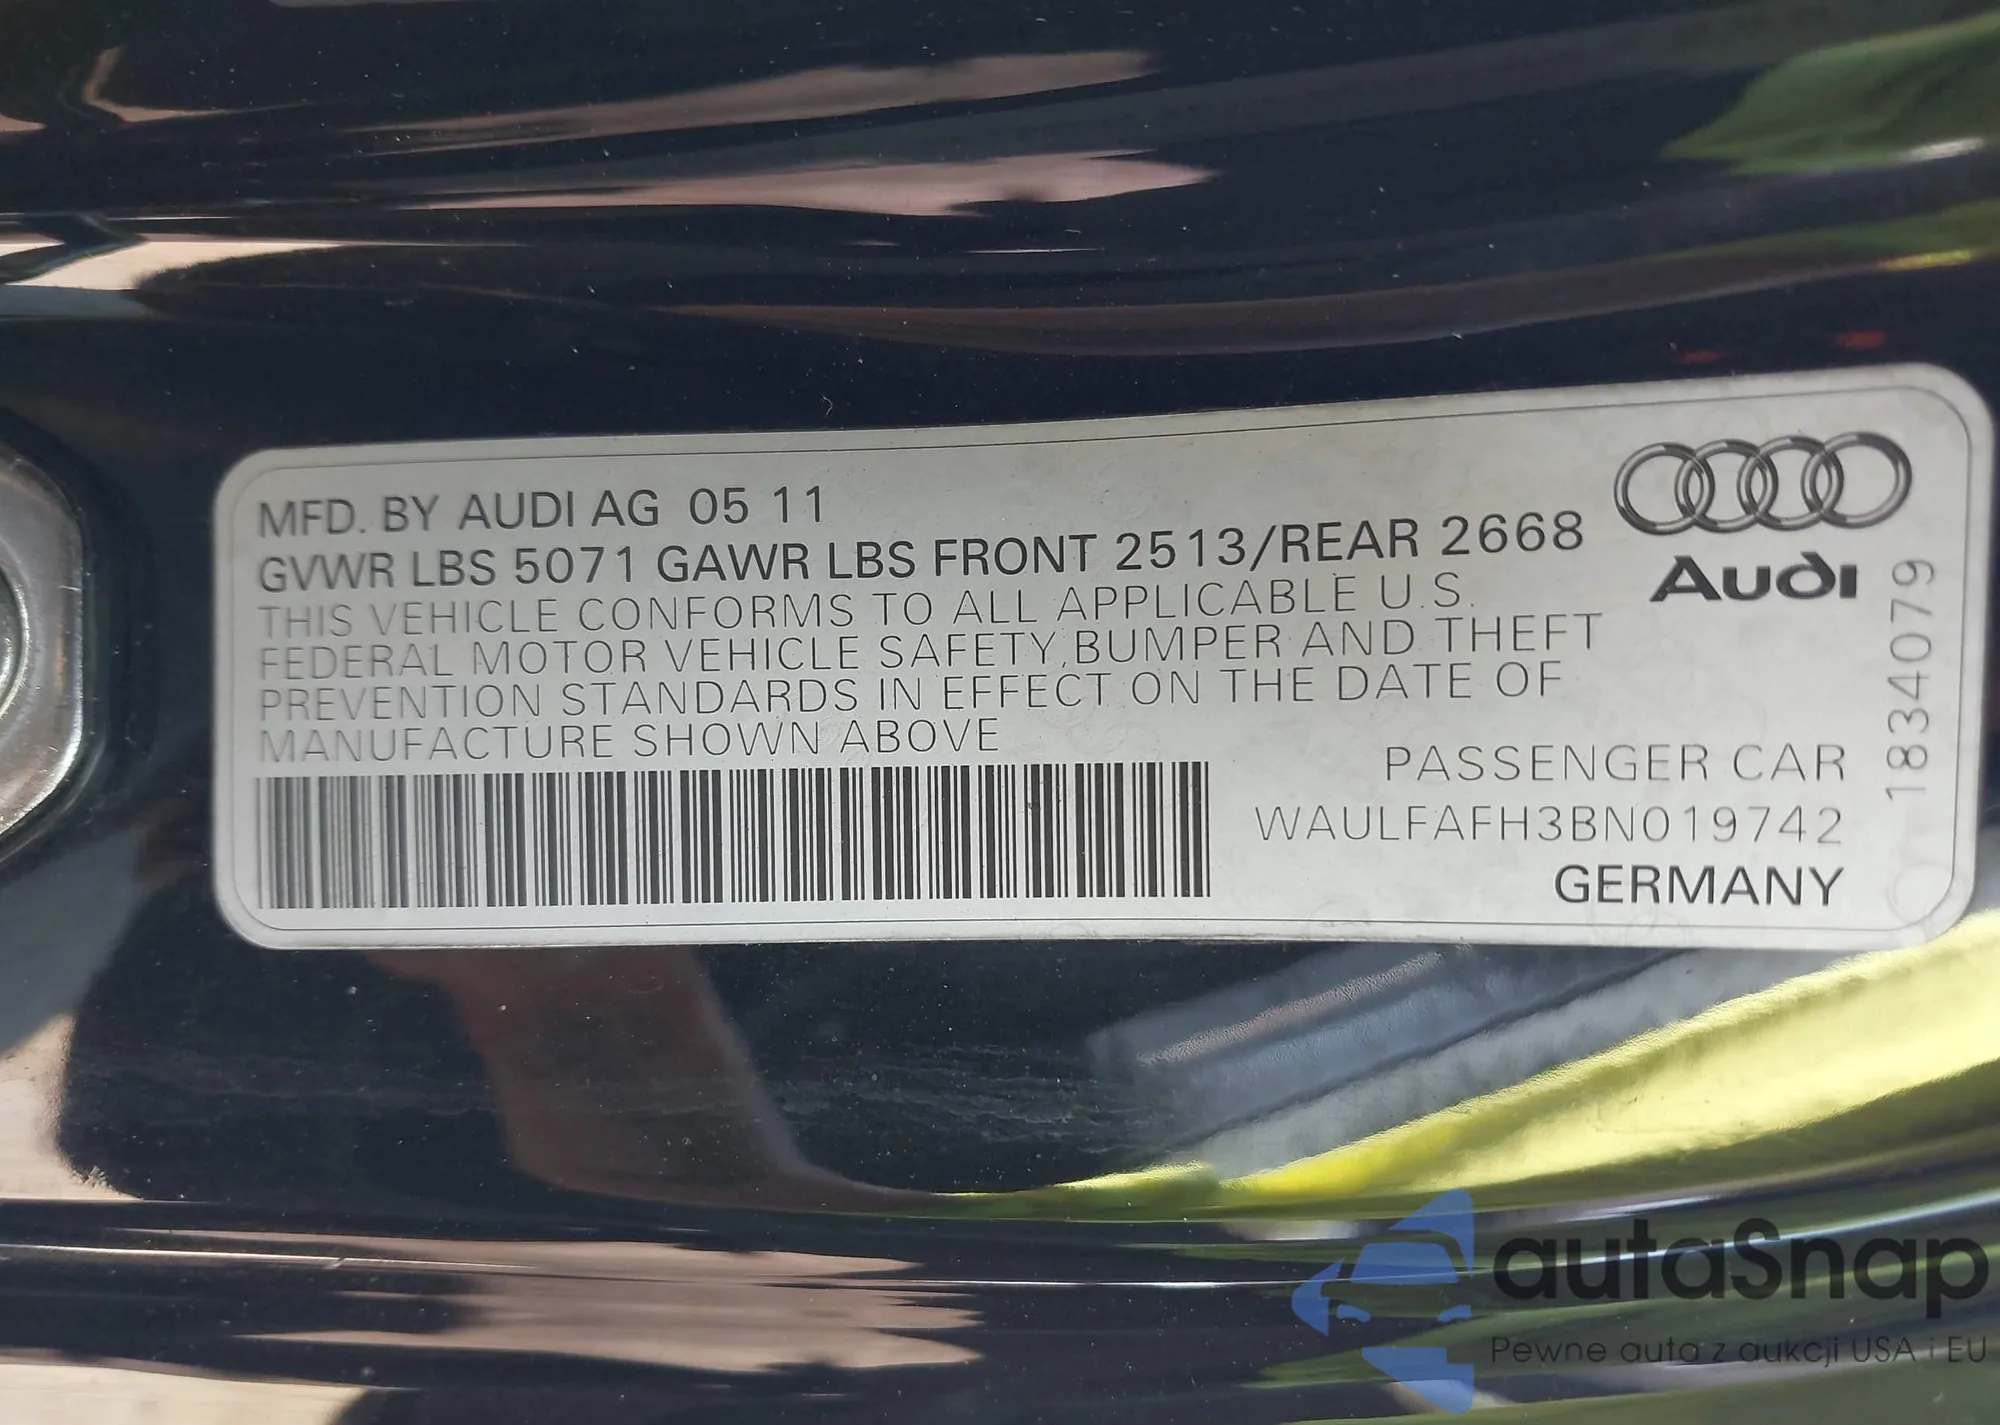 MFD. BY AUDI AG 05 11
GVWR LBS 5071 GAWR LBS FRONT 2513/REAR 2668
THIS VEHICLE CONFORMS TO ALL APPLICABLE U.S.
FEDERAL MOTOR VEHICLE SAFETY,BUMPER AND THEFT
PREVENTION STANDARDS IN EFFECT ON THE DATE OF
MANUFACTURE SHOWN ABOVE
Audi
PASSENGER CAR
WAULFAFH3BN019742
GERMANY
1834079
autaSnap
Pewne auta z aukcji USA i EU